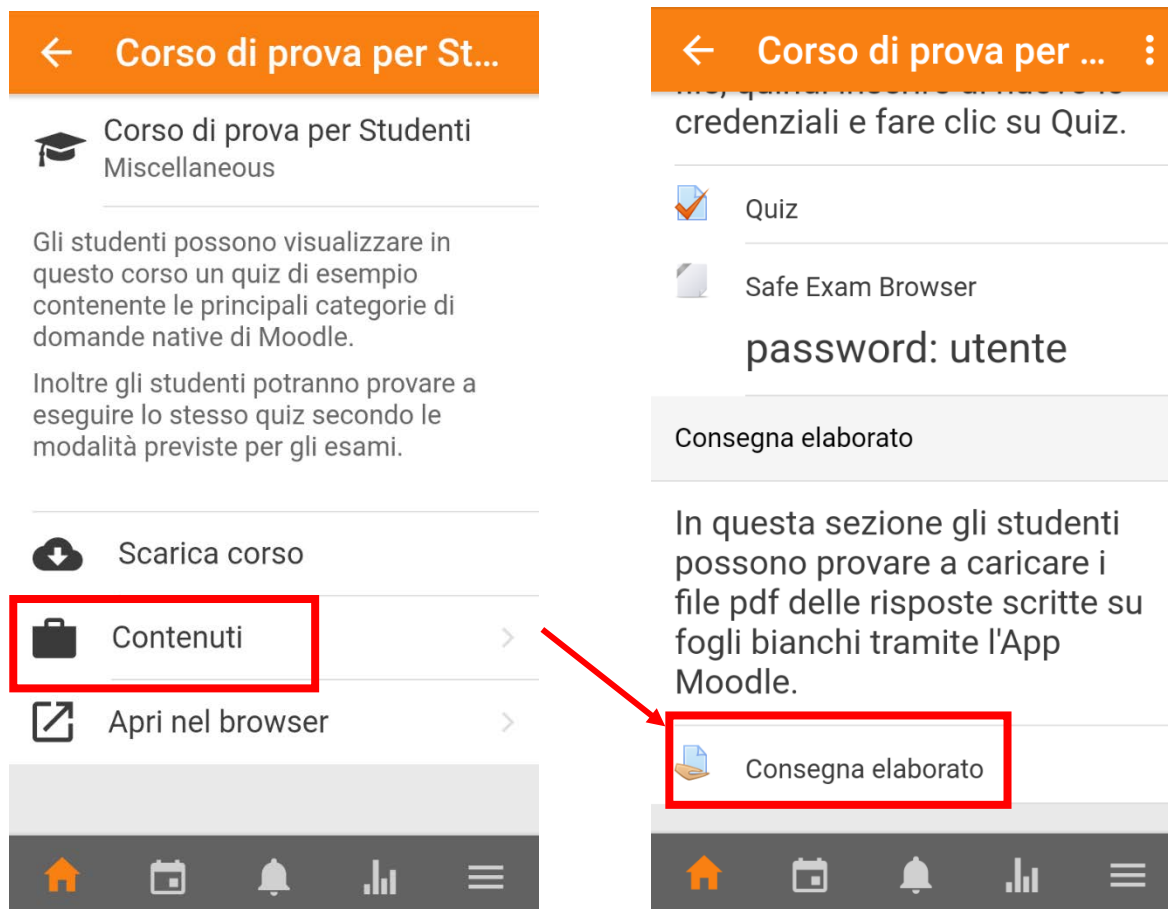 Corso di prova per St...
Corso di prova per Studenti
Miscellaneous
Gli studenti possono visualizzare in
questo corso un quiz di esempio
contenente le principali categorie di
domande native di Moodle.
Inoltre gli studenti potranno provare a
eseguire lo stesso quiz secondo le
modalità previste per gli esami.
Scarica corso
Contenuti
Apri nel browser
Corso di prova per ...
credenziali e fare clic su Quiz.
Quiz
Safe Exam Browser
password: utente
Consegna elaborato
In questa sezione gli studenti
possono provare a caricare i
file pdf delle risposte scritte su
fogli bianchi tramite l'App
Moodle.
Consegna elaborato